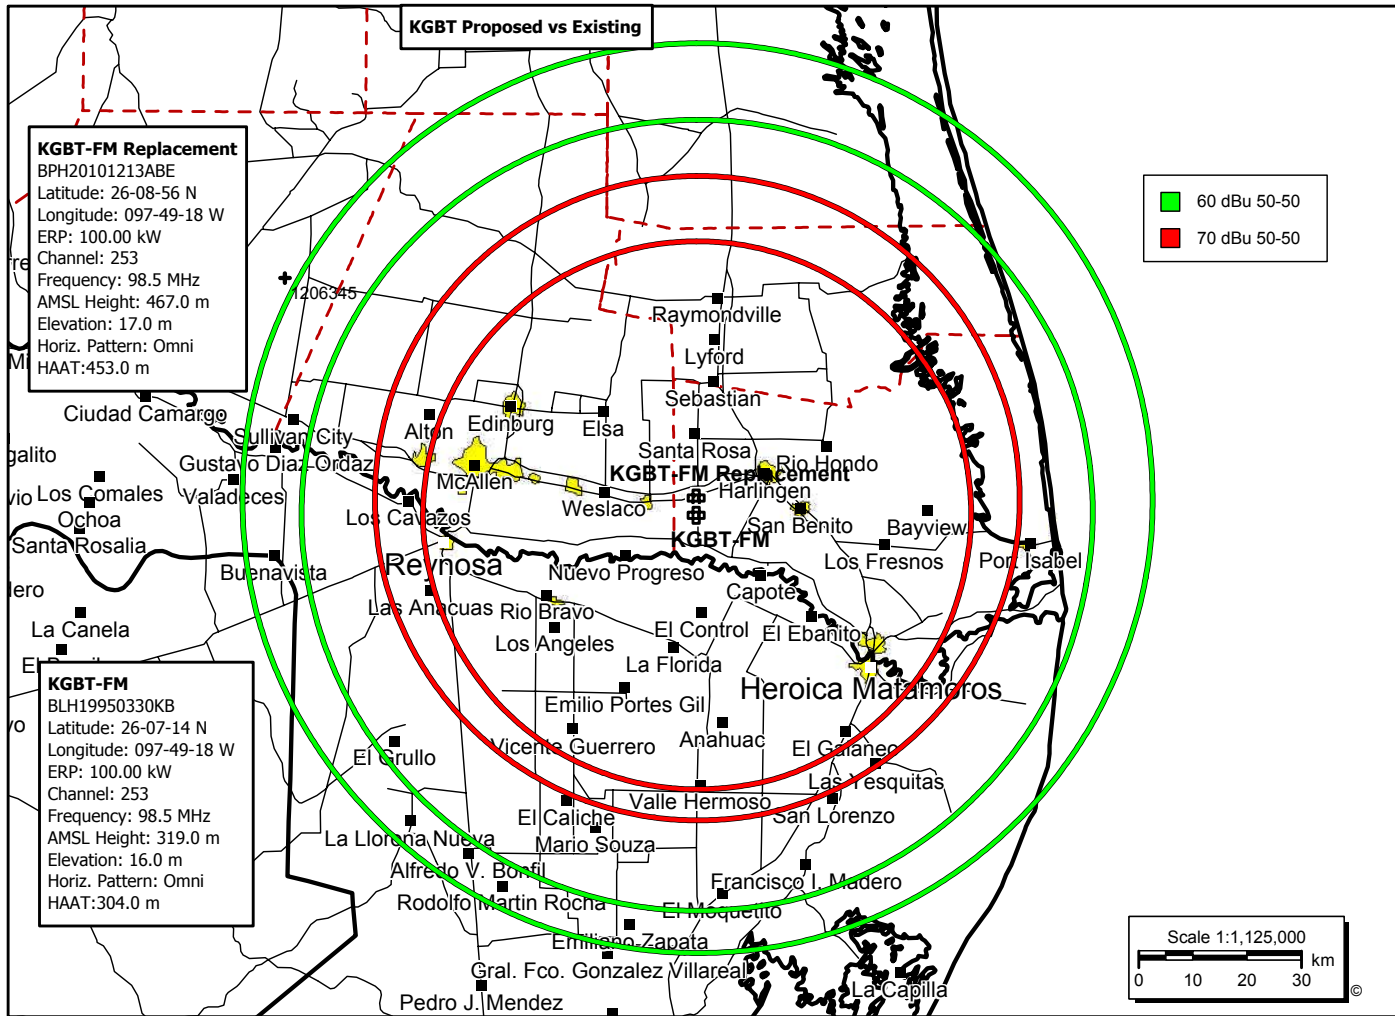 KGBT Proposed vs Existing
KGBT-FM Replacement
BPH20101213ABE
Latitude: 26-08-56 N
Longitude: 097-49-18 W
ERP: 100.00 kW
Channel: 253
Frequency: 98.5 MHz
AMSL Height: 467.0 m
Elevation: 17.0 m
Horiz. Pattern: Omni
HAAT:453.0 m
60 dBu 50-50
70 dBu 50-50
1206345
Raymondville
Lyford
Sebastian
Ciudad Camargo
Sullivan City
Alton
Edinburg
Elsa
Santa Rosa
Rio Hondo
Gustavo Diaz Ordaz
McAllen
KGBT-FM Replacement
Harlingen
Los Comales
Valadeces
Los Cavazos
Weslaco
San Benito
Bayview
Ochoa
Santa Rosalia
KGBT-FM
Los Fresnos
Port Isabel
Buenavista
Reynosa
Nuevo Progreso
Capote
Las Anacuas
Rio Bravo
La Canela
Los Angeles
El Control
El Ebanito
La Florida
Heroica Matamoros
Emilio Portes Gil
KGBT-FM
BLH19950330KB
Latitude: 26-07-14 N
Longitude: 097-49-18 W
ERP: 100.00 kW
Channel: 253
Frequency: 98.5 MHz
AMSL Height: 319.0 m
Elevation: 16.0 m
Horiz. Pattern: Omni
HAAT:304.0 m
El Grullo
Vicente Guerrero
Anahuac
El Galaneo
Las Yesquitas
Valle Hermoso
San Lorenzo
El Caliche
La Llorona Nueva
Mario Souza
Alfredo V. Bonfil
Francisco I. Madero
Rodolfo Martin Rocha
El Moquetito
Emiliano Zapata
Gral. Fco. Gonzalez Villareal
La Capilla
Pedro J. Mendez
Scale 1:1,125,000
0 10 20 30 km
©